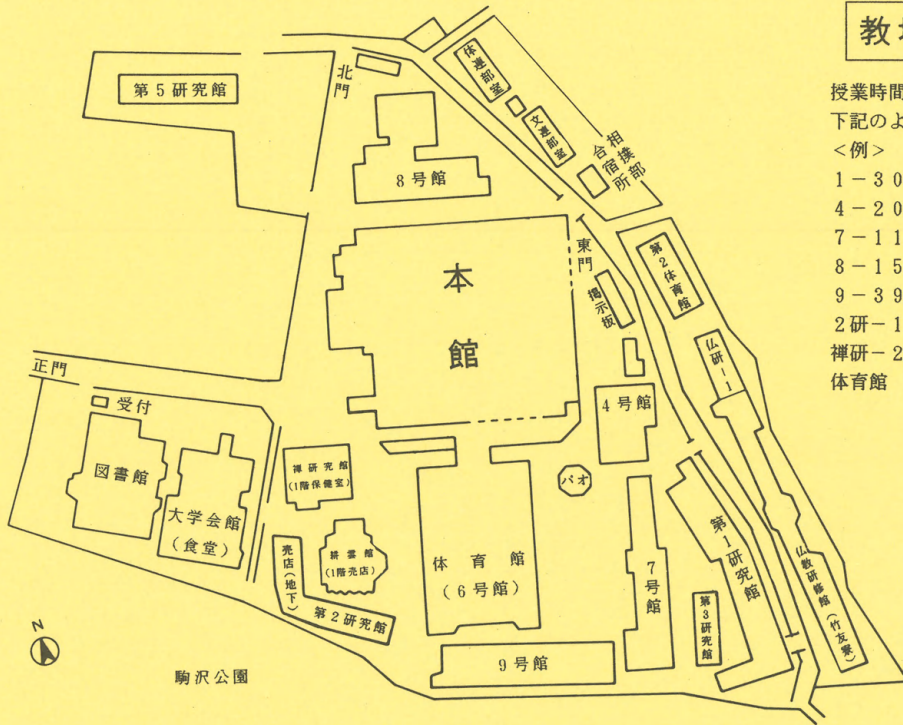 第5研究館
北門
体連部室
文連部室
相撲部
合宿所
8号館
本館
東門
掲示板
第2体育館
仏研-1
正門
受付
図書館
大学会館
(食堂)
禅研究館
(1階保健室)
耕雲館
(1階売店)
売店(地下)
第2研究館
体育館
(6号館)
4号館
パオ
7号館
第1研究館
第3研究館
仏教研修館(竹友寮)
9号館
駒沢公園
N
教
授業時間
下記のよ
<例>
1-30
4-20
7-11
8-15
9-39
2研-1
禅研-2
体育館